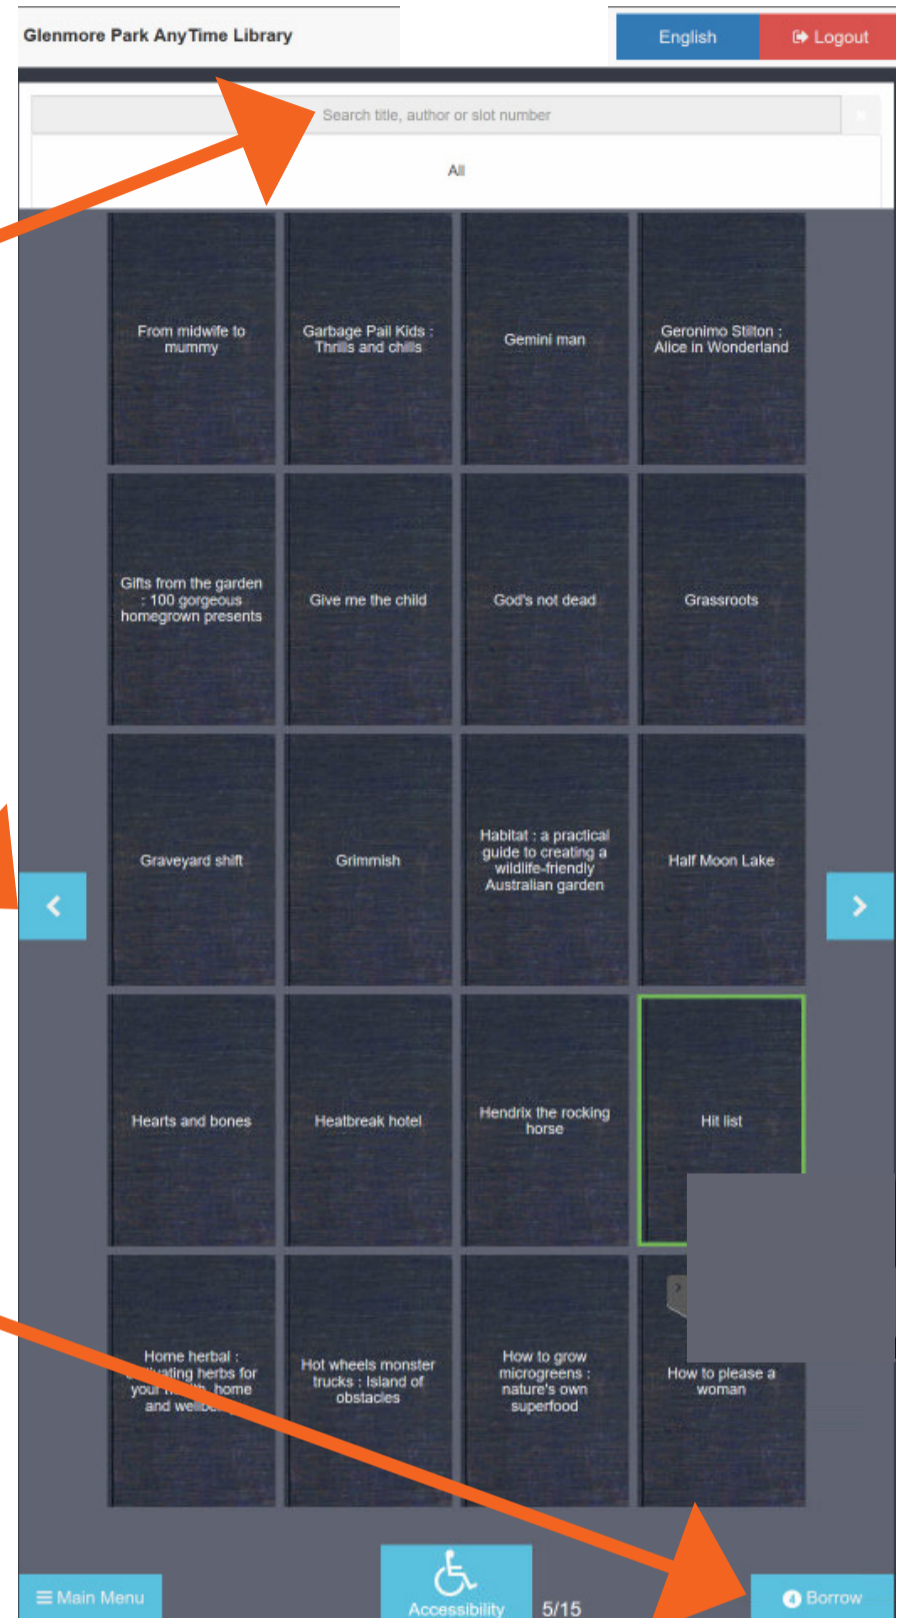 Glenmore Park AnyTime Library
English
Logout
Search title, author or slot number
All
From midwife to
mummy
Garbage Pail Kids :
Thrills and chills
Gemini man
Geronimo Stilton :
Alice in Wonderland
Gifts from the garden
: 100 gorgeous
homegrown presents
Give me the child
God's not dead
Grassroots
Graveyard shift
Grimmish
Habitat : a practical
guide to creating a
wildlife-friendly
Australian garden
Half Moon Lake
Hearts and bones
Heatbreak hotel
Hendrix the rocking
horse
Hit list
Home herbal :
herbs for
your home
and
Hot wheels monster
trucks : Island of
obstacles
How to grow
microgreens :
nature's own
superfood
How to please a
woman
Main Menu
Accessibility
5/15
4 Borrow